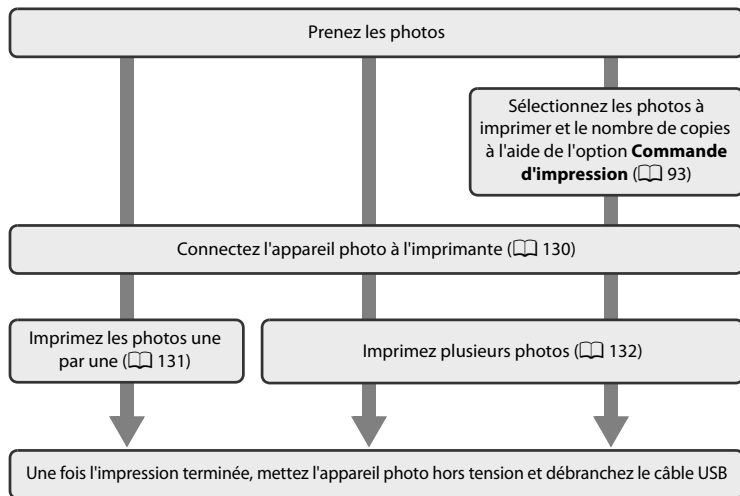 Prenez les photos
Sélectionnez les photos à
imprimer et le nombre de copies
à l'aide de l'option Commande
d'impression (📖 93)
Connectez l'appareil photo à l'imprimante (📖 130)
Imprimez les photos une
par une (📖 131)
Imprimez plusieurs photos (📖 132)
Une fois l'impression terminée, mettez l'appareil photo hors tension et débranchez le câble USB